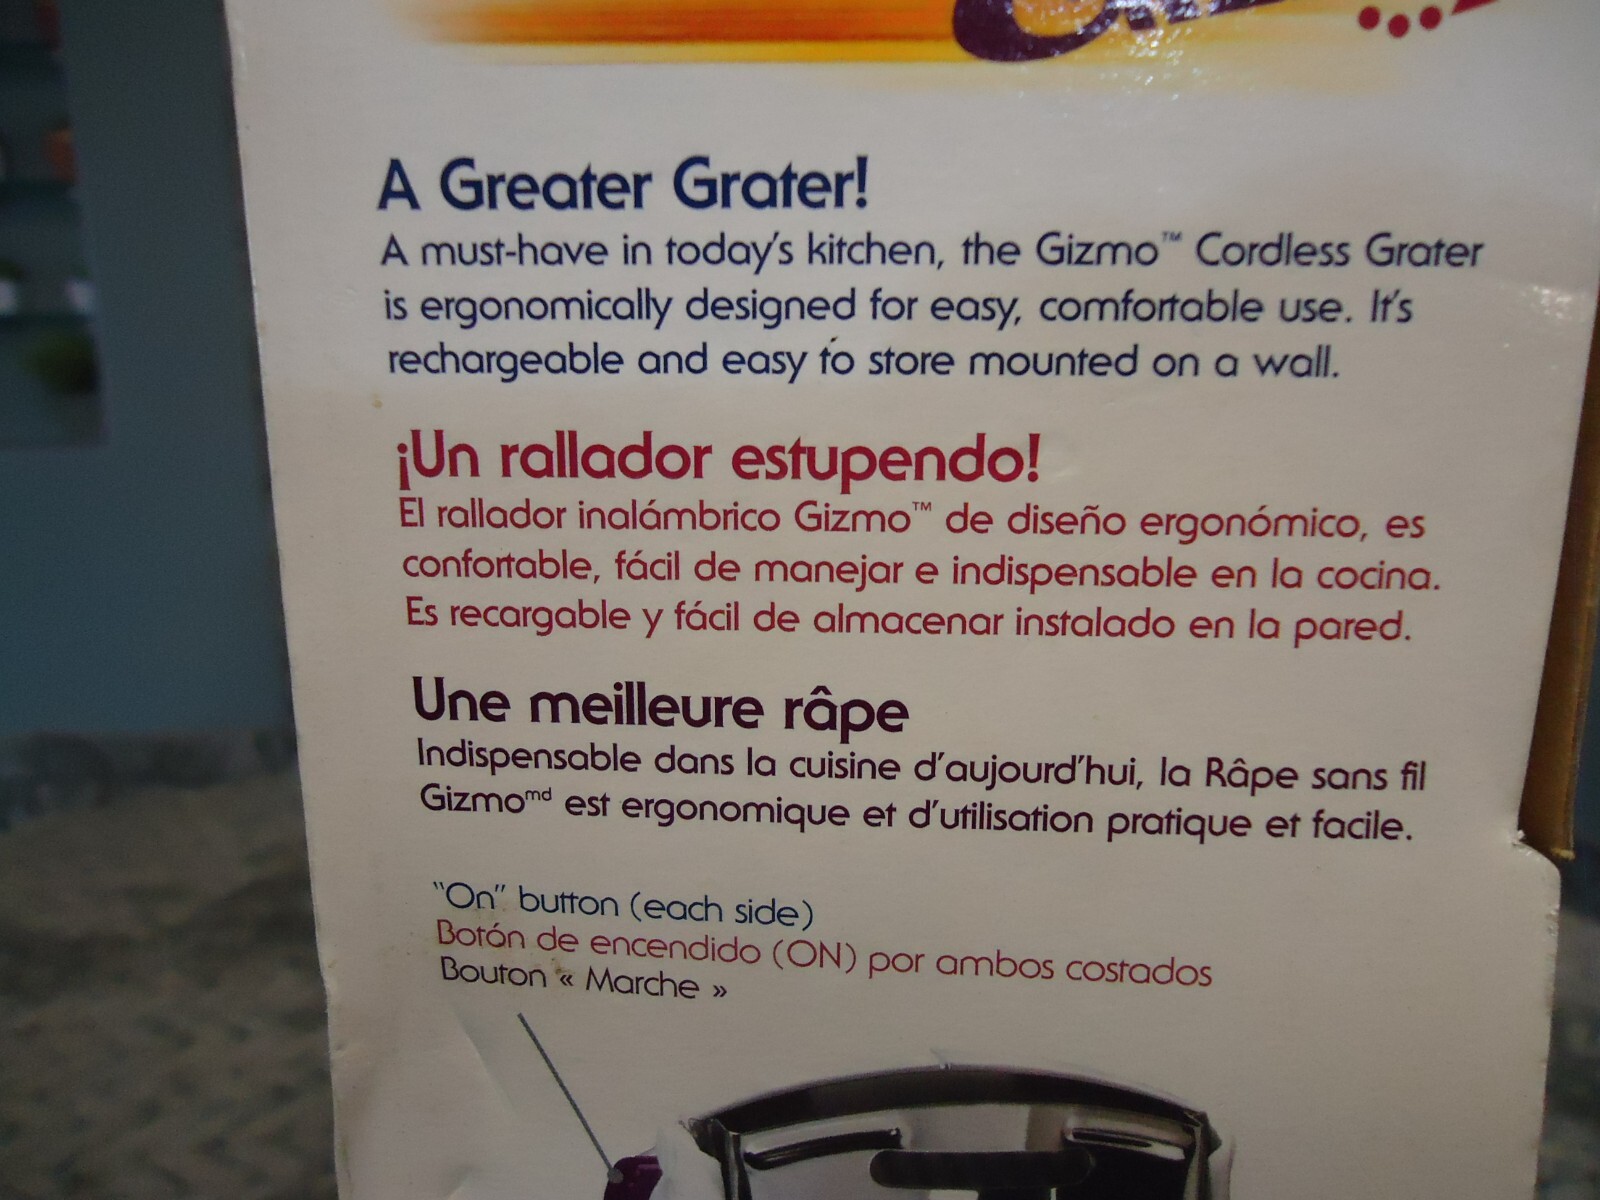 A Greater Grater!
A must-have in today's kitchen, the Gizmo™ Cordless Grater
is ergonomically designed for easy, comfortable use. It's
rechargeable and easy to store mounted on a wall.
¡Un rallador estupendo!
El rallador inalámbrico Gizmo™ de diseño ergonómico, es
confortable, fácil de manejar e indispensable en la cocina.
Es recargable y fácil de almacenar instalado en la pared.
Une meilleure râpe
Indispensable dans la cuisine d'aujourd'hui, la Râpe sans fil
Gizmoᵐᵈ est ergonomique et d'utilisation pratique et facile.
"On" button (each side)
Botón de encendido (ON) por ambos costados
Bouton « Marche »